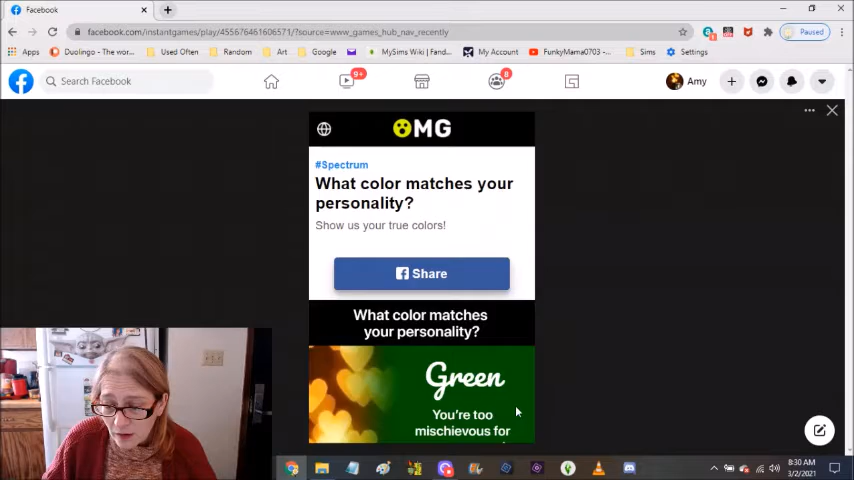 Facebook
facebook.com/instantgames/play/455676461606571/?source=www_games_hub_nav_recently
Paused
Apps
Duolingo - The wor...
Used Often
Random
Art
Google
MySims Wiki | Fand...
My Account
FunkyMama0703 -...
Sims
Settings
Search Facebook
9+
8
Amy
OMG
#Spectrum
What color matches your
personality?
Show us your true colors!
Share
What color matches
your personality?
Green
You're too
mischievous for
8:30 AM
3/2/2021